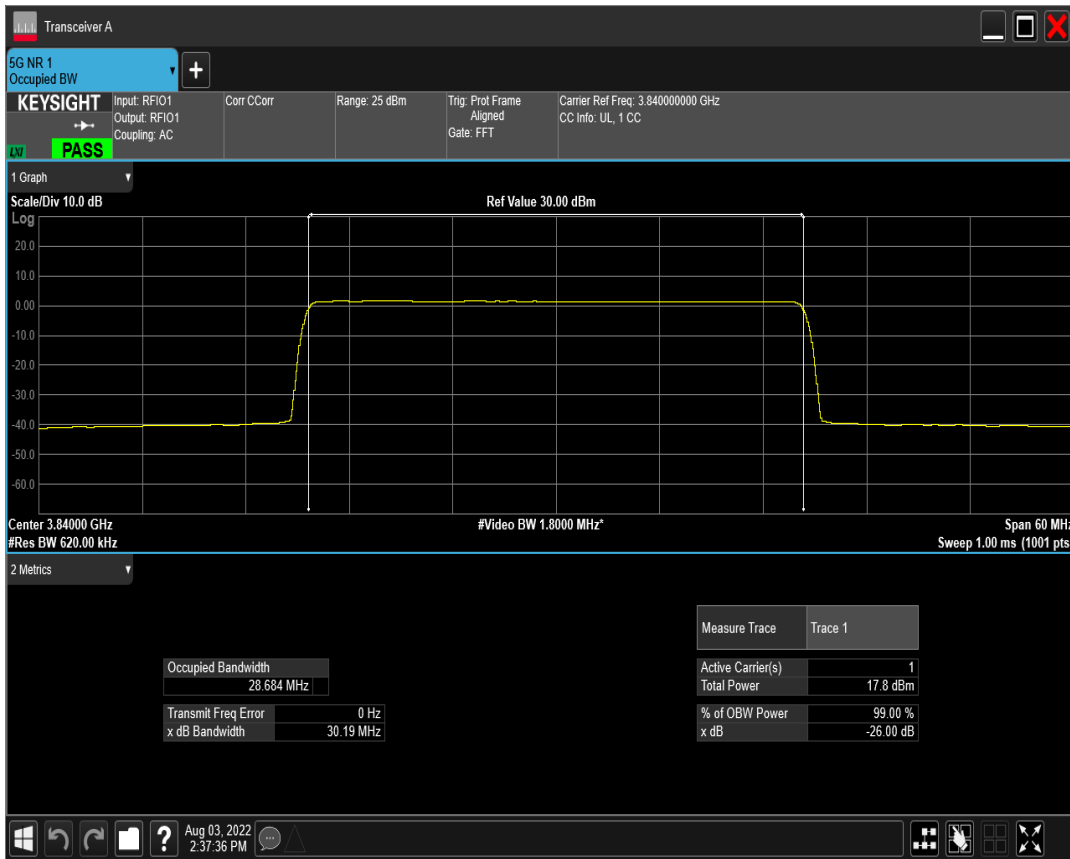 Transceiver A
5G NR 1
Occupied BW
KEYSIGHT
LXI
PASS
Input: RFIO1
Output: RFIO1
Coupling: AC
Corr CCorr
Range: 25 dBm
Trig: Prot Frame
Aligned
Gate: FFT
Carrier Ref Freq: 3.840000000 GHz
CC Info: UL, 1 CC
1 Graph
Scale/Div 10.0 dB
Ref Value 30.00 dBm
Log
20.0
10.0
0.00
-10.0
-20.0
-30.0
-40.0
-50.0
-60.0
Center 3.84000 GHz
#Video BW 1.8000 MHz*
Span 60 MHz
#Res BW 620.00 kHz
Sweep 1.00 ms (1001 pts
2 Metrics
Measure Trace Trace 1
Occupied Bandwidth
28.684 MHz
Active Carrier(s) 1
Total Power 17.8 dBm
Transmit Freq Error 0 Hz
x dB Bandwidth 30.19 MHz
% of OBW Power 99.00 %
x dB -26.00 dB
?
Aug 03, 2022
2:37:36 PM